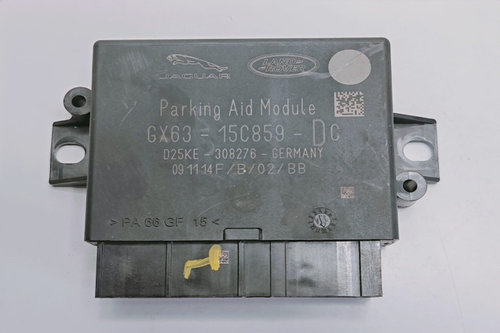 JAGUAR
LAND ROVER
Parking Aid Module
GX63 - 15C859 - DC
D25KE - 308276 - GERMANY
091114F/B/02/BB
> PA 66 GF 15 <